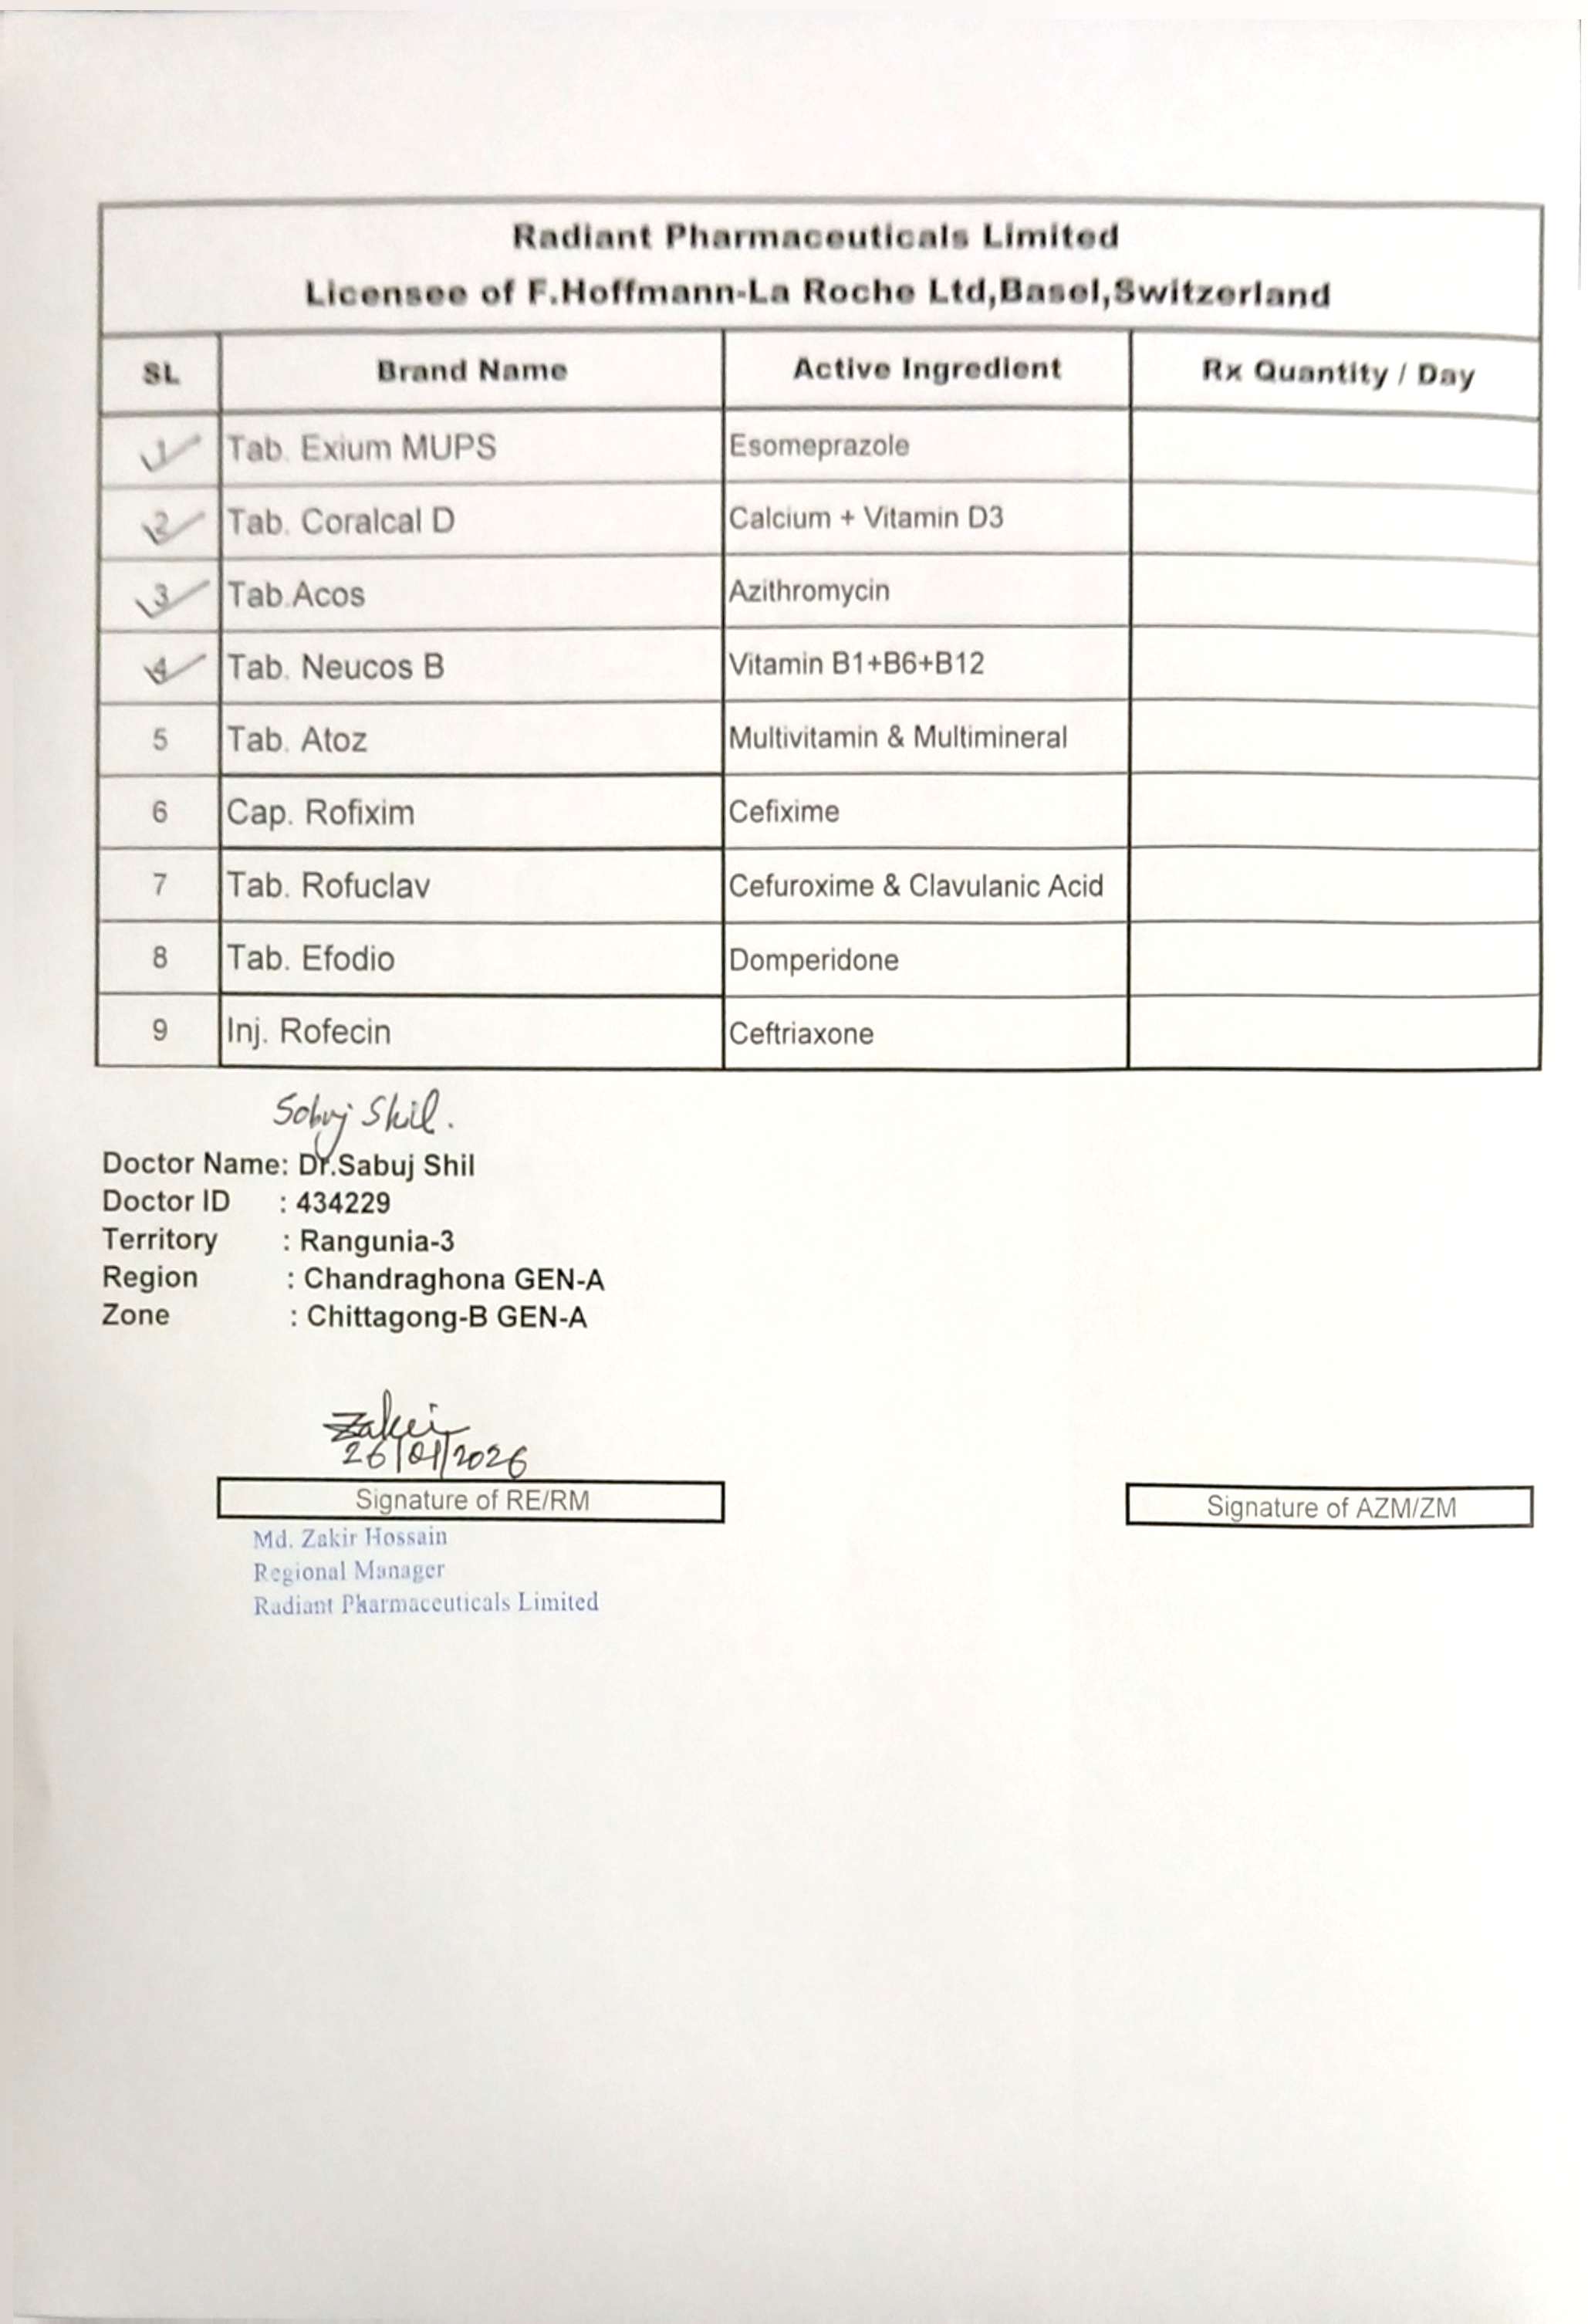 Radiant Pharmaceuticals Limited
Licensee of F.Hoffmann-La Roche Ltd,Basel,Switzerland
SL Brand Name Active Ingredient Rx Quantity / Day
1 Tab. Exium MUPS Esomeprazole
2 Tab. Coralcal D Calcium + Vitamin D3
3 Tab.Acos Azithromycin
4 Tab. Neucos B Vitamin B1+B6+B12
5 Tab. Atoz Multivitamin & Multimineral
6 Cap. Rofixim Cefixime
7 Tab. Rofuclav Cefuroxime & Clavulanic Acid
8 Tab. Efodio Domperidone
9 Inj. Rofecin Ceftriaxone
Sobuj Shil.
Doctor Name: Dr.Sabuj Shil
Doctor ID : 434229
Territory : Rangunia-3
Region : Chandraghona GEN-A
Zone : Chittagong-B GEN-A
26/01/2026
Signature of RE/RM Signature of AZM/ZM
Md. Zakir Hossain
Regional Manager
Radiant Pharmaceuticals Limited